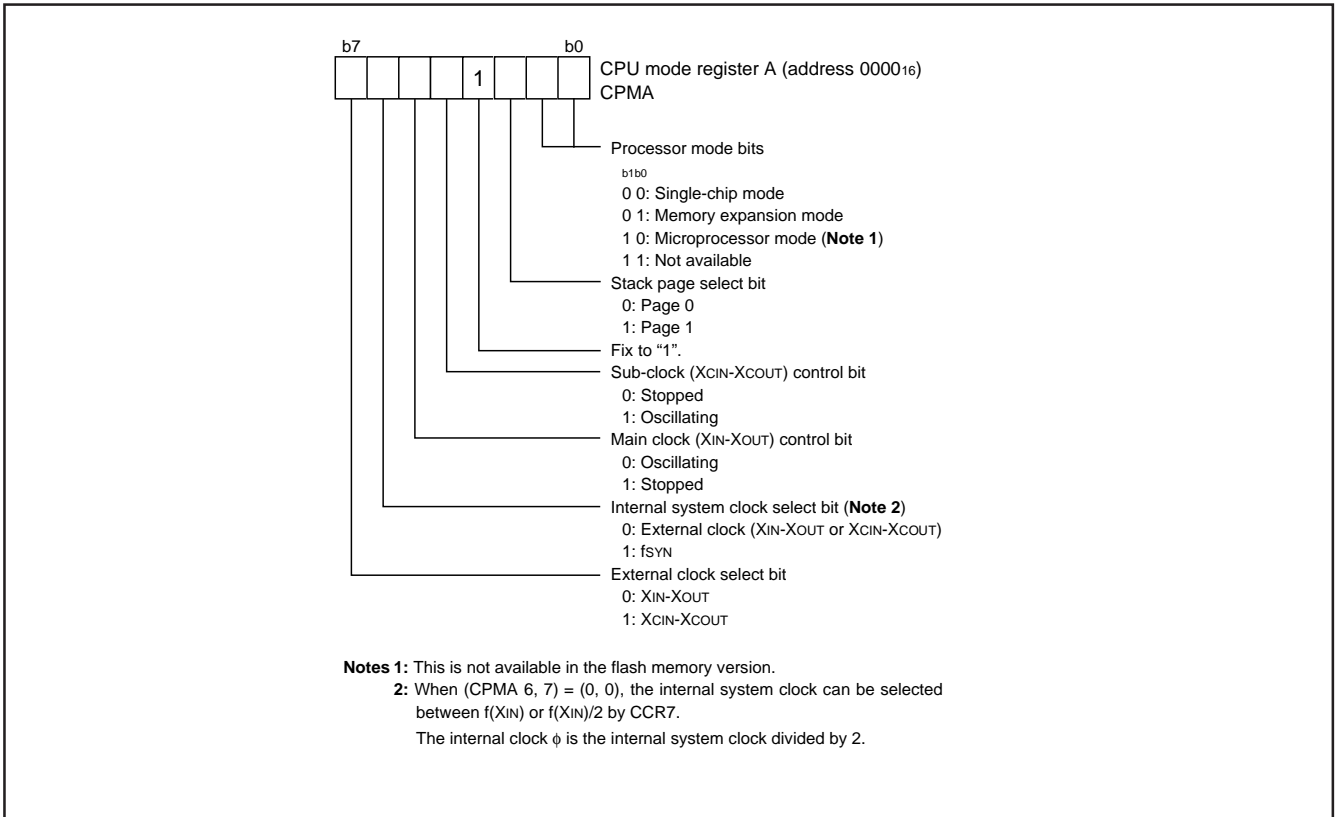 b7 b0
1
CPU mode register A (address 0000₁₆)
CPMA
Processor mode bits
b1b0
0 0: Single-chip mode
0 1: Memory expansion mode
1 0: Microprocessor mode (Note 1)
1 1: Not available
Stack page select bit
0: Page 0
1: Page 1
Fix to “1”.
Sub-clock (XCIN-XCOUT) control bit
0: Stopped
1: Oscillating
Main clock (XIN-XOUT) control bit
0: Oscillating
1: Stopped
Internal system clock select bit (Note 2)
0: External clock (XIN-XOUT or XCIN-XCOUT)
1: fSYN
External clock select bit
0: XIN-XOUT
1: XCIN-XCOUT
Notes 1: This is not available in the flash memory version.
2: When (CPMA 6, 7) = (0, 0), the internal system clock can be selected
between f(XIN) or f(XIN)/2 by CCR7.
The internal clock ϕ is the internal system clock divided by 2.